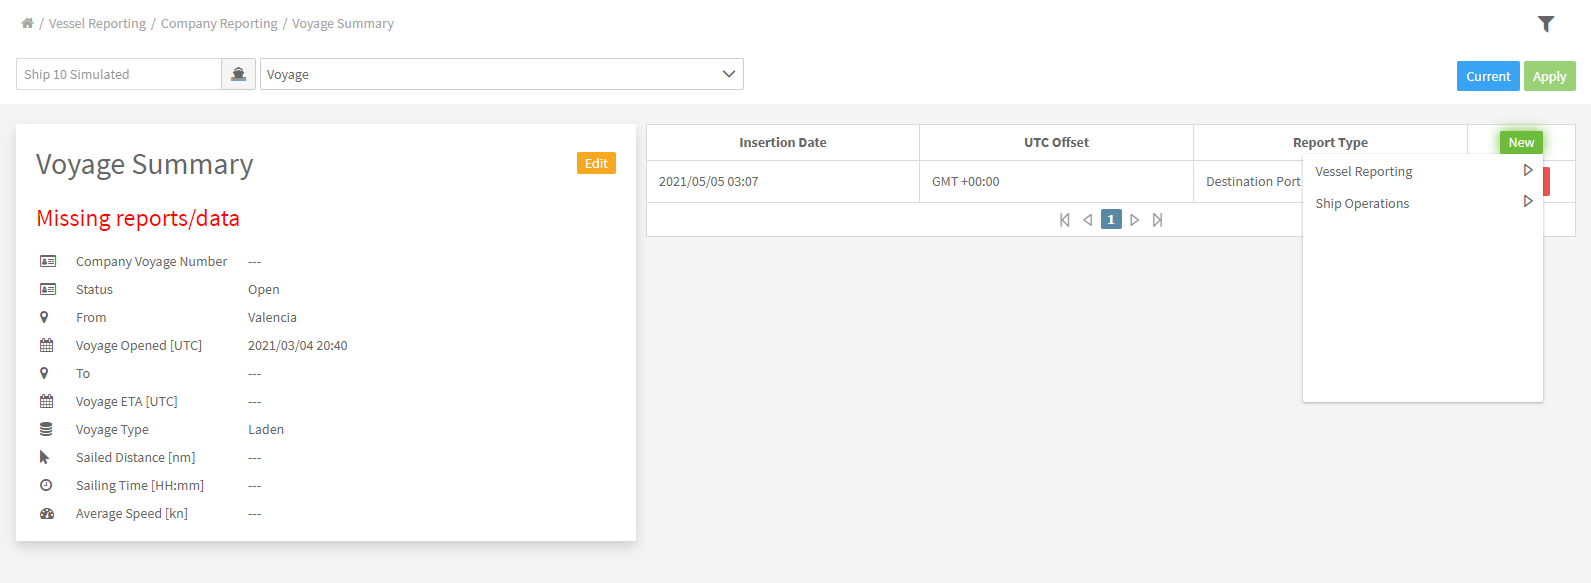 / Vessel Reporting / Company Reporting / Voyage Summary
Ship 10 Simulated
Voyage
Current
Apply
Voyage Summary
Edit
Missing reports/data
Company Voyage Number ---
Status Open
From Valencia
Voyage Opened [UTC] 2021/03/04 20:40
To ---
Voyage ETA [UTC] ---
Voyage Type Laden
Sailed Distance [nm] ---
Sailing Time [HH:mm] ---
Average Speed [kn] ---
Insertion Date UTC Offset Report Type New
2021/05/05 03:07 GMT +00:00 Destination Port
1
Vessel Reporting
Ship Operations